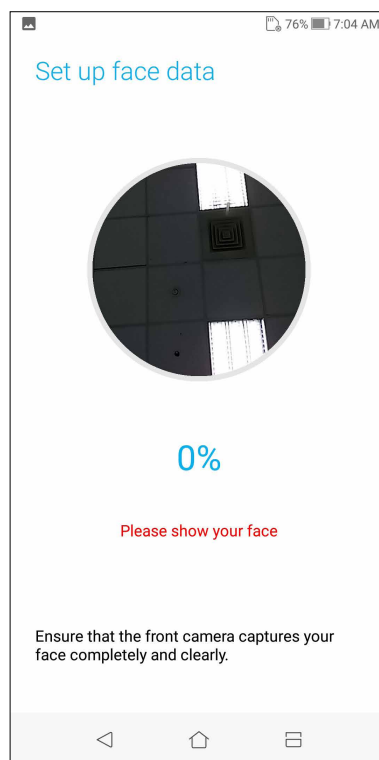 76% 7:04 AM
Set up face data
0%
Please show your face
Ensure that the front camera captures your
face completely and clearly.